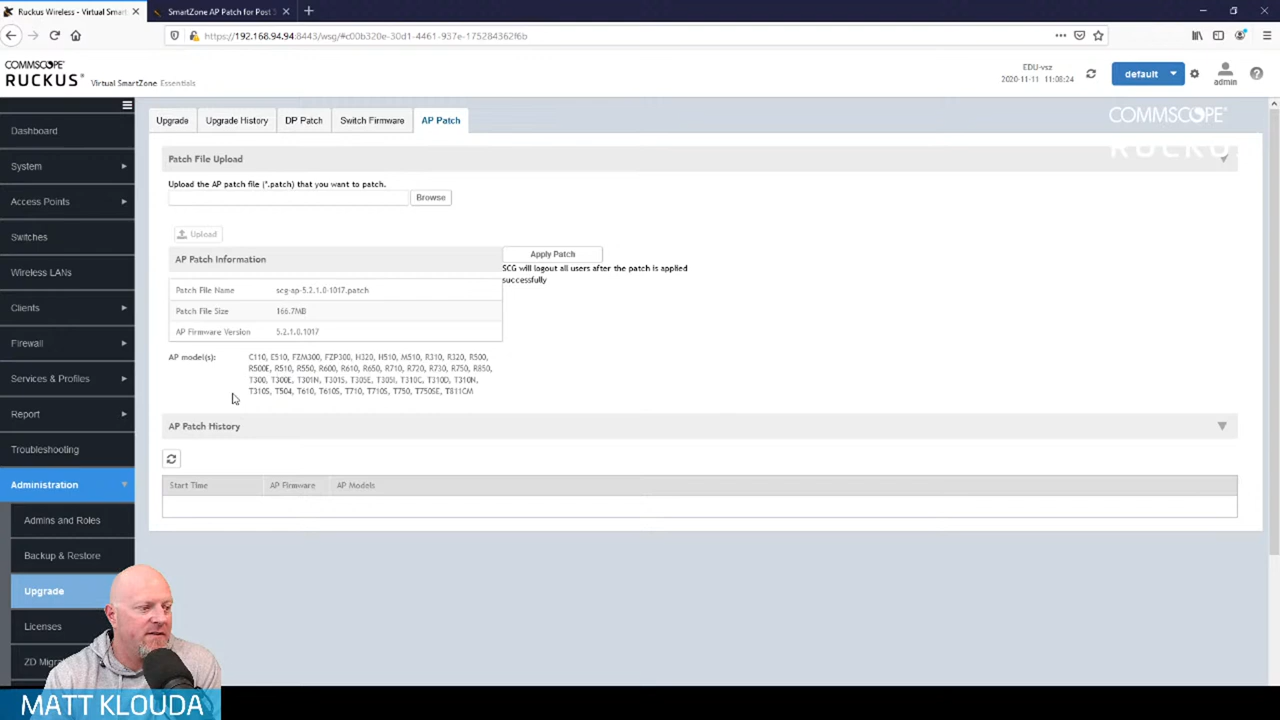 Ruckus Wireless - Virtual Smart
SmartZone AP Patch for Post
https://192.168.94.94:8443/wsg/#c00b320e-30d1-4461-937e-175284362f6b
COMMSCOPE
RUCKUS
Virtual SmartZone Essentials
EDU-vsz
2020-11-11 11:08:24
default
admin
Dashboard
System
Access Points
Switches
Wireless LANs
Clients
Firewall
Services & Profiles
Report
Troubleshooting
Administration
Admins and Roles
Backup & Restore
Upgrade
Licenses
ZD Migra
Upgrade
Upgrade History
DP Patch
Switch Firmware
AP Patch
COMMSCOPE
RUCKUS
Patch File Upload
Upload the AP patch file (*.patch) that you want to patch.
Browse
Upload
AP Patch Information
Apply Patch
SCG will logout all users after the patch is applied
successfully
Patch File Name scg-ap-5.2.1.0-1017.patch
Patch File Size 166.7MB
AP Firmware Version 5.2.1.0.1017
AP model(s): C110, E510, FZM300, FZP300, H320, H510, M510, R310, R320, R500,
R500E, R510, R550, R600, R610, R650, R710, R720, R730, R750, R850,
T300, T300E, T301N, T301S, T305E, T305I, T310C, T310D, T310N,
T310S, T504, T610, T610S, T710, T710S, T750, T750SE, T811CM
AP Patch History
Start Time AP Firmware AP Models
MATT KLOUDA